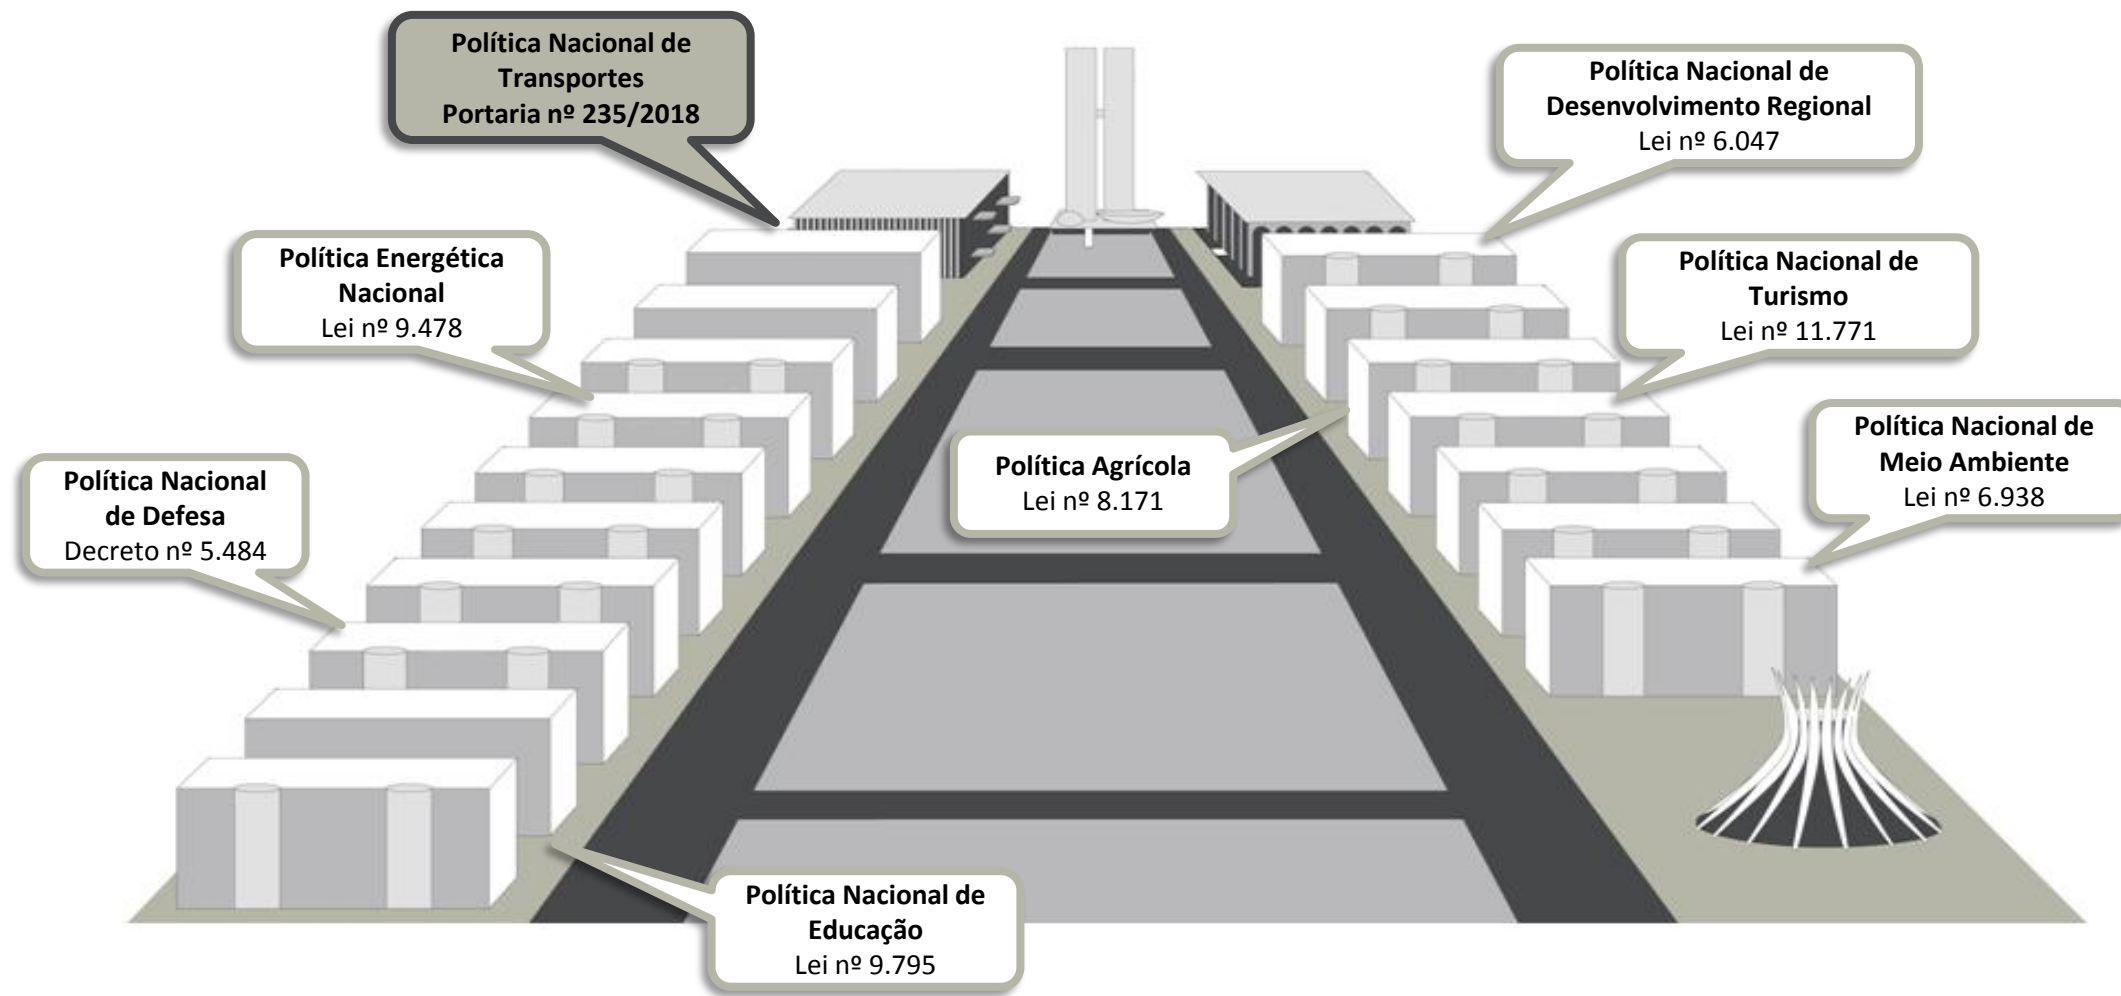 Política Nacional de
Transportes
Portaria nº 235/2018
Política Nacional de
Desenvolvimento Regional
Lei nº 6.047
Política Energética
Nacional
Lei nº 9.478
Política Nacional de
Turismo
Lei nº 11.771
Política Agrícola
Lei nº 8.171
Política Nacional de
Meio Ambiente
Lei nº 6.938
Política Nacional
de Defesa
Decreto nº 5.484
Política Nacional de
Educação
Lei nº 9.795